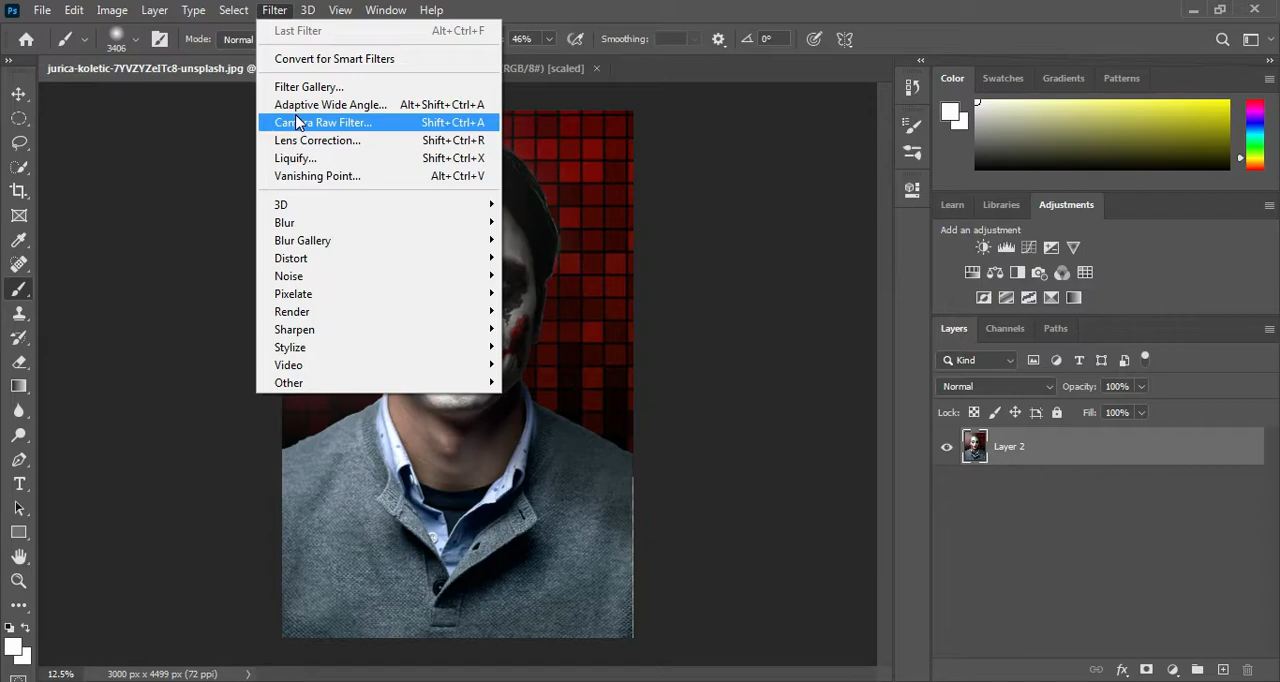 Ps File Edit Image Layer Type Select Filter 3D View Window Help
3406 Mode: Normal 46% Smoothing: 0°
jurica-koletic-7YVZYZeITc8-unsplash.jpg @ RGB/8#) [scaled] ×
Last Filter Alt+Ctrl+F
Convert for Smart Filters
Filter Gallery...
Adaptive Wide Angle... Alt+Shift+Ctrl+A
Camera Raw Filter... Shift+Ctrl+A
Lens Correction... Shift+Ctrl+R
Liquify... Shift+Ctrl+X
Vanishing Point... Alt+Ctrl+V
3D
Blur
Blur Gallery
Distort
Noise
Pixelate
Render
Sharpen
Stylize
Video
Other
Color Swatches Gradients Patterns
Learn Libraries Adjustments
Add an adjustment
Layers Channels Paths
Kind
Normal Opacity: 100%
Lock: Fill: 100%
Layer 2
12.5% 3000 px x 4499 px (72 ppi)